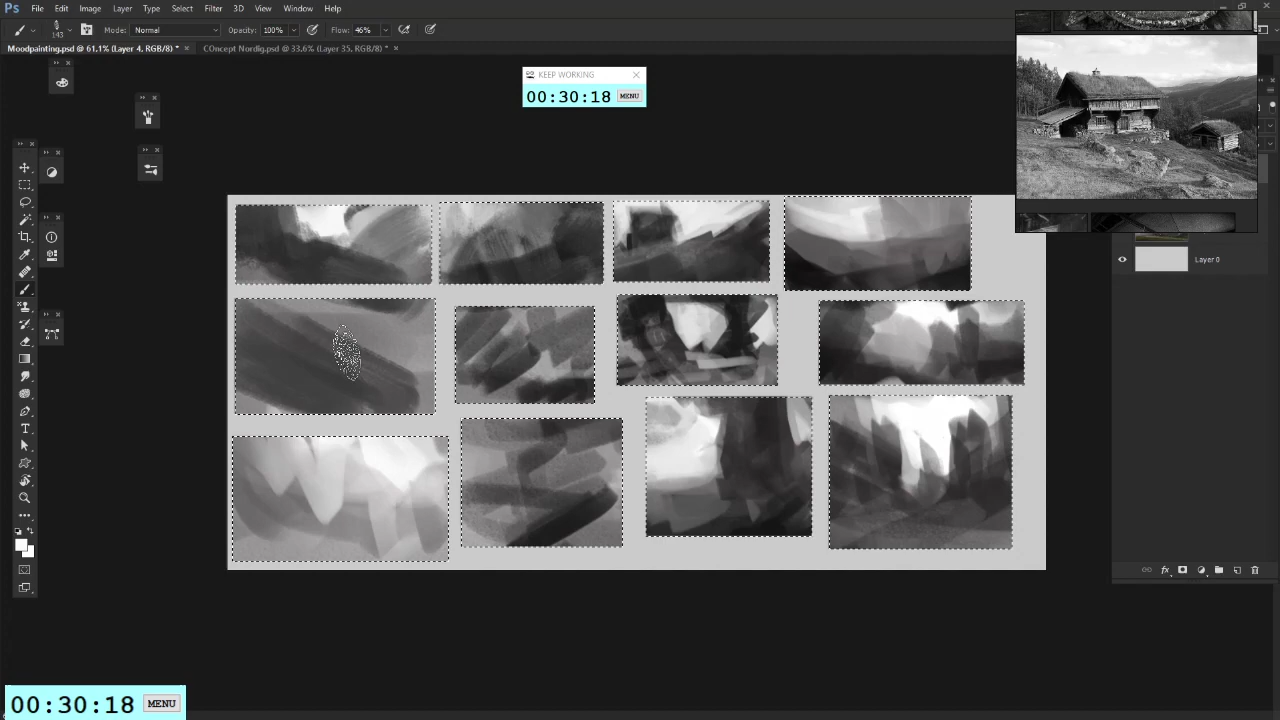 Ps File Edit Image Layer Type Select Filter 3D View Window Help
143 Mode: Normal Opacity: 100% Flow: 46%
Moodpainting.psd @ 61,1% (Layer 4, RGB/8) * × COncept Nordig.psd @ 33,6% (Layer 35, RGB/8) * ×
KEEP WORKING
00:30:18 MENU
Layer 0
00:30:18 MENU